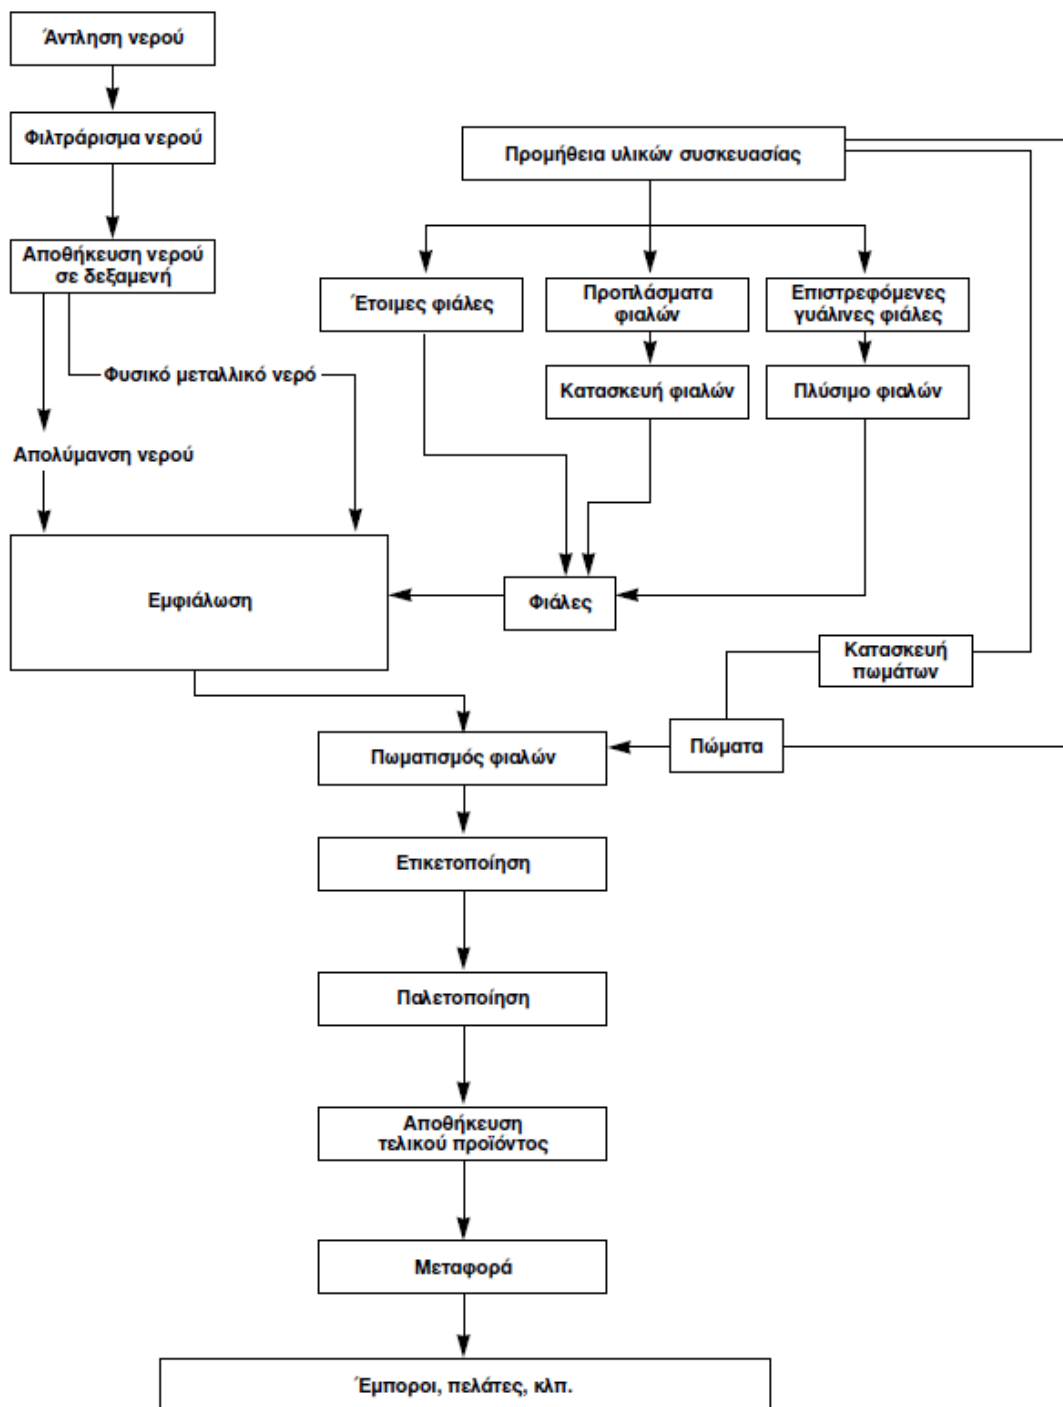 Άντληση νερού
Φιλτράρισμα νερού
Προμήθεια υλικών συσκευασίας
Αποθήκευση νερού
σε δεξαμενή
Έτοιμες φιάλες
Προπλάσματα
φιαλών
Επιστρεφόμενες
γυάλινες φιάλες
Φυσικό μεταλλικό νερό
Κατασκευή φιαλών
Πλύσιμο φιαλών
Απολύμανση νερού
Εμφιάλωση
Φιάλες
Κατασκευή
πωμάτων
Πώματα
Πωματισμός φιαλών
Ετικετοποίηση
Παλετοποίηση
Αποθήκευση
τελικού προϊόντος
Μεταφορά
Έμποροι, πελάτες, κλπ.